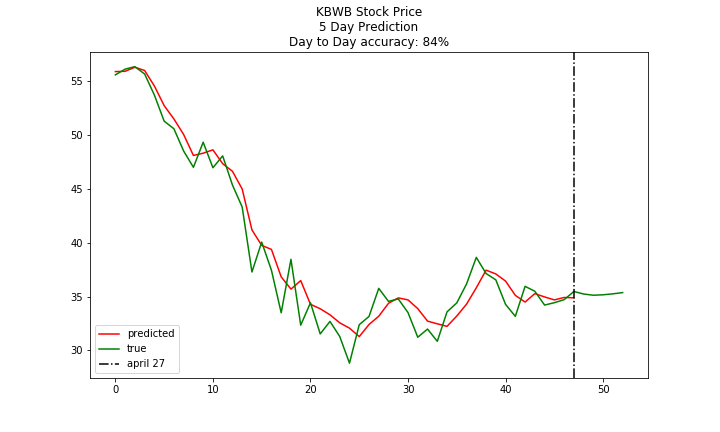 KBWB Stock Price
5 Day Prediction
Day to Day accuracy: 84%
55
50
45
40
35
30
predicted
true
april 27
0 10 20 30 40 50